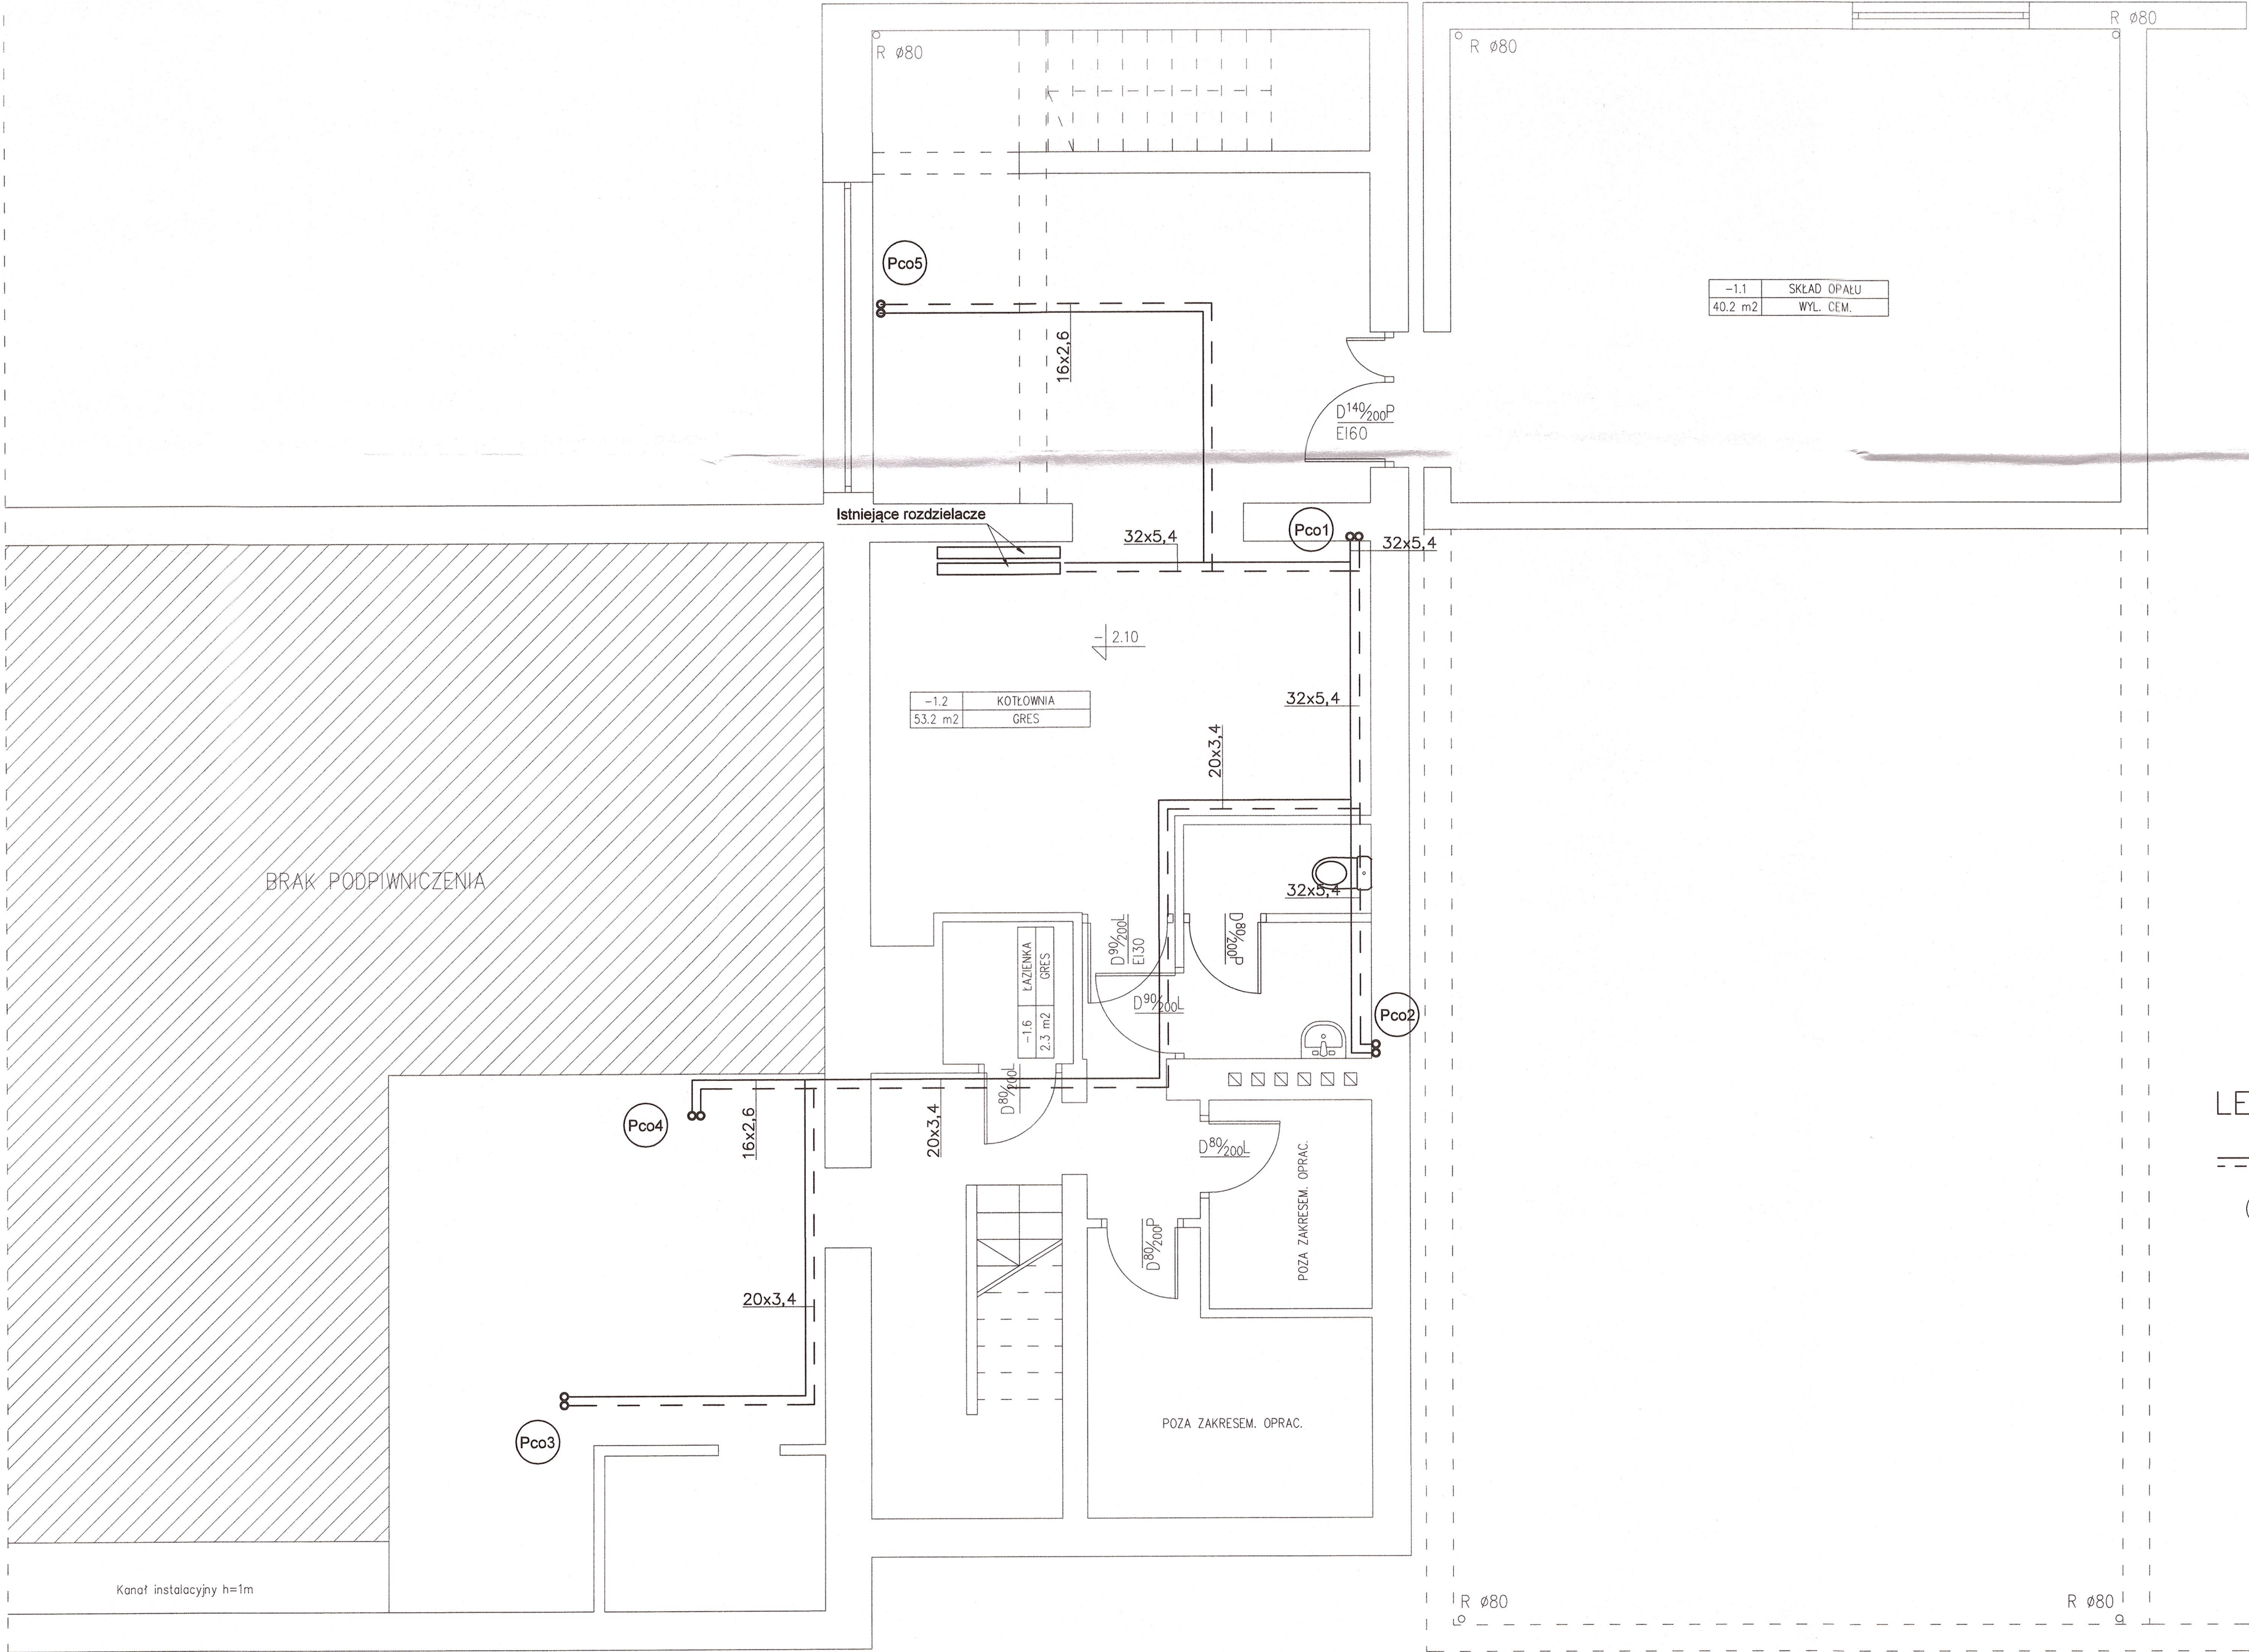 R ø80
R ø80
R ø80
Pco5
-1.1 SKŁAD OPAŁU
40.2 m2 WYL. CEM.
16x2,6
D140/200P
EI60
Istniejące rozdzielacze
Pco1
32x5,4
32x5,4
-2.10
-1.2 KOTŁOWNIA
53.2 m2 GRES
32x5,4
20x3,4
BRAK PODPIWNICZENIA
32x5,4
D90/200L
EI30
D80/200P
-1.6 ŁAZIENKA
2.3 m2 GRES
D90/200L
Pco2
D80/200L
Pco4
16x2,6
20x3,4
D80/200L
POZA ZAKRESEM. OPRAC.
D80/200P
20x3,4
Pco3
POZA ZAKRESEM. OPRAC.
Kanał instalacyjny h=1m
R ø80
R ø80
LE